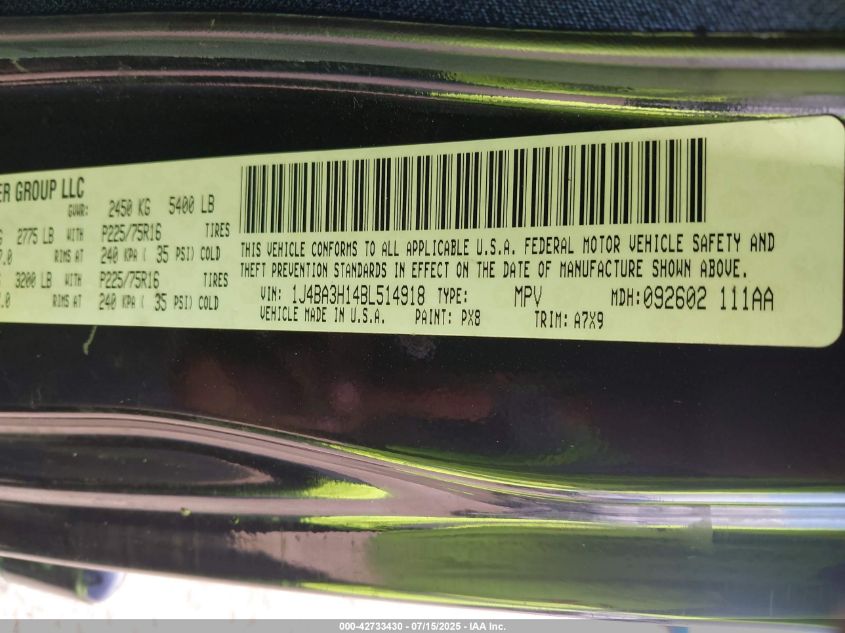 ER GROUP LLC
GVWR: 2450 KG 5400 LB
G 2775 LB WITH P225/75R16 TIRES
7.0 RIMS AT 240 KPA ( 35 PSI) COLD
G 3200 LB WITH P225/75R16 TIRES
.0 RIMS AT 240 KPA ( 35 PSI) COLD
THIS VEHICLE CONFORMS TO ALL APPLICABLE U.S.A. FEDERAL MOTOR VEHICLE SAFETY AND
THEFT PREVENTION STANDARDS IN EFFECT ON THE DATE OF MANUFACTURE SHOWN ABOVE.
VIN: 1J4BA3H14BL514918 TYPE: MPV MDH: 092602 111AA
VEHICLE MADE IN U.S.A. PAINT: PX8 TRIM: A7X9
000-42733430 - 07/15/2025 - IAA Inc.